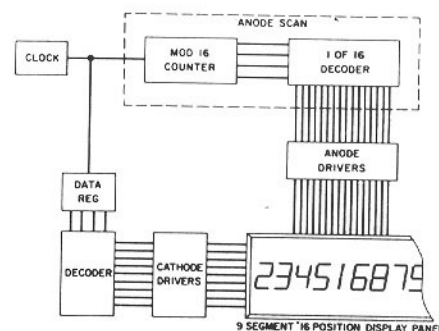 ANODE SCAN
CLOCK
MOD 16
COUNTER
1 OF 16
DECODER
ANODE
DRIVERS
DATA
REG
DECODER
CATHODE
DRIVERS
2345168795
9 SEGMENT 16 POSITION DISPLAY PANEL